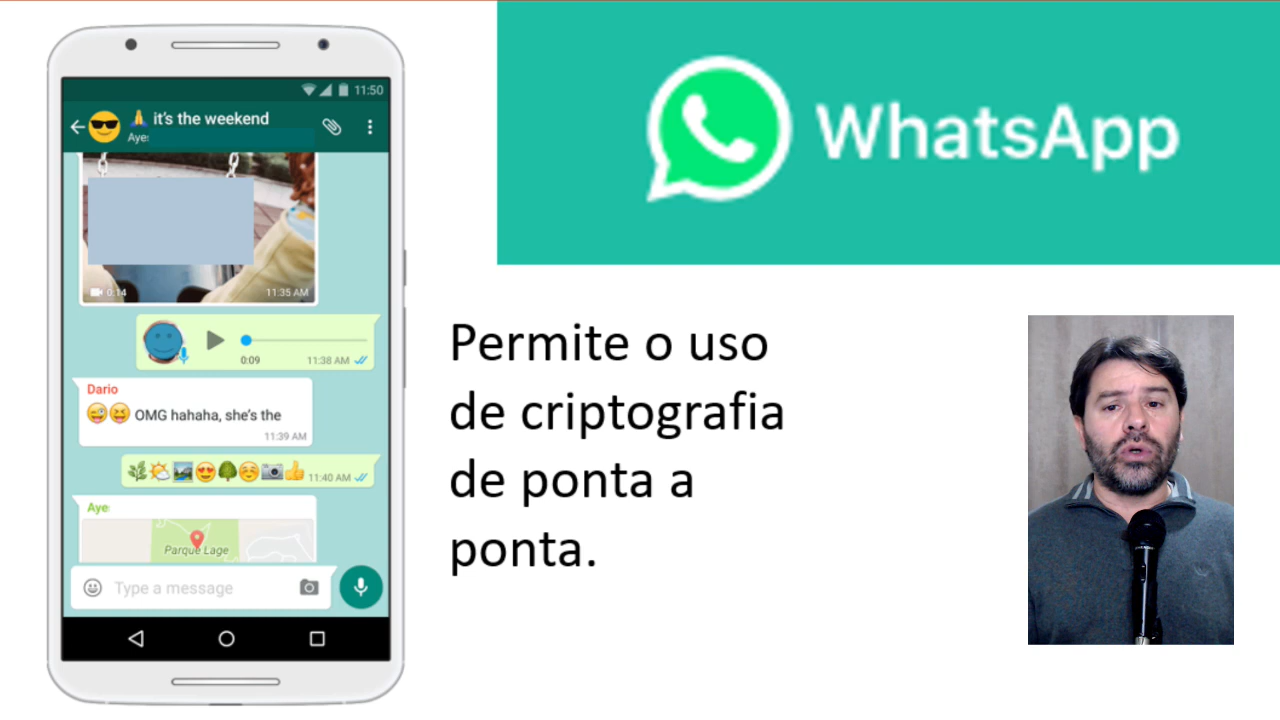 11:50
it's the weekend
Aye
0:14
11:35 AM
0:09
11:38 AM
Dario
OMG hahaha, she's the
11:39 AM
11:40 AM
Aye
Parque Lage
Type a message
WhatsApp
Permite o uso
de criptografia
de ponta a
ponta.